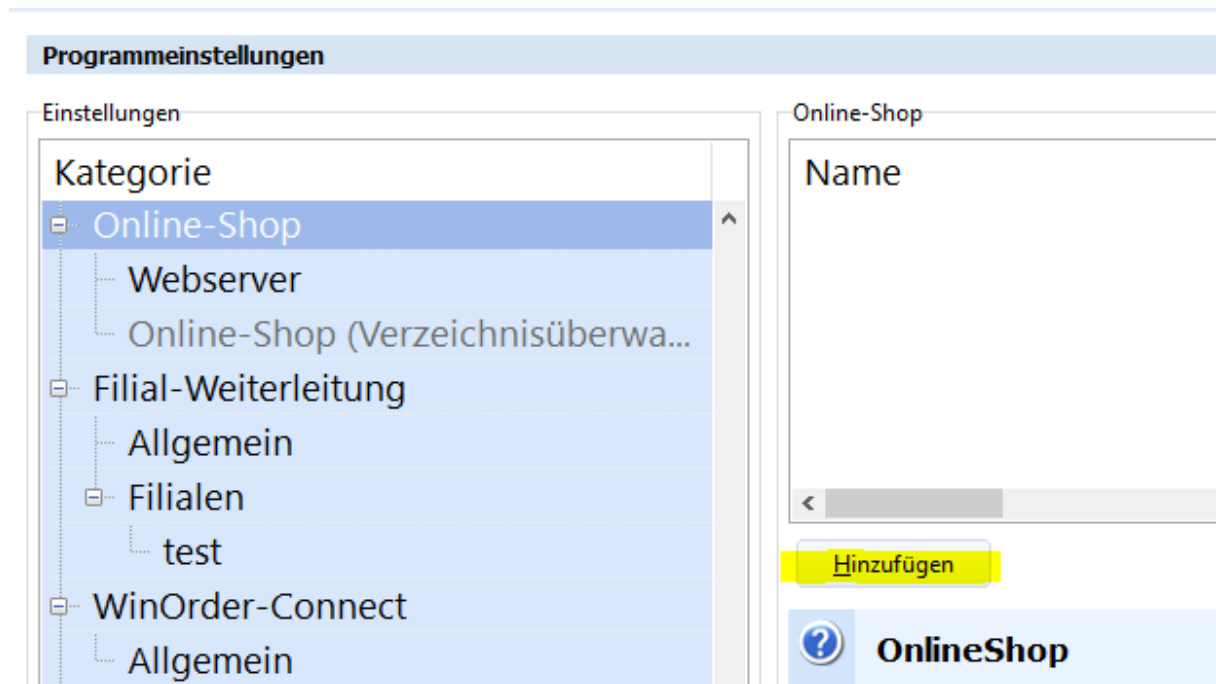 Programmeinstellungen
Einstellungen
Kategorie
Online-Shop
Webserver
Online-Shop (Verzeichnisüberwa...
Filial-Weiterleitung
Allgemein
Filialen
test
WinOrder-Connect
Allgemein
Online-Shop
Name
Hinzufügen
OnlineShop